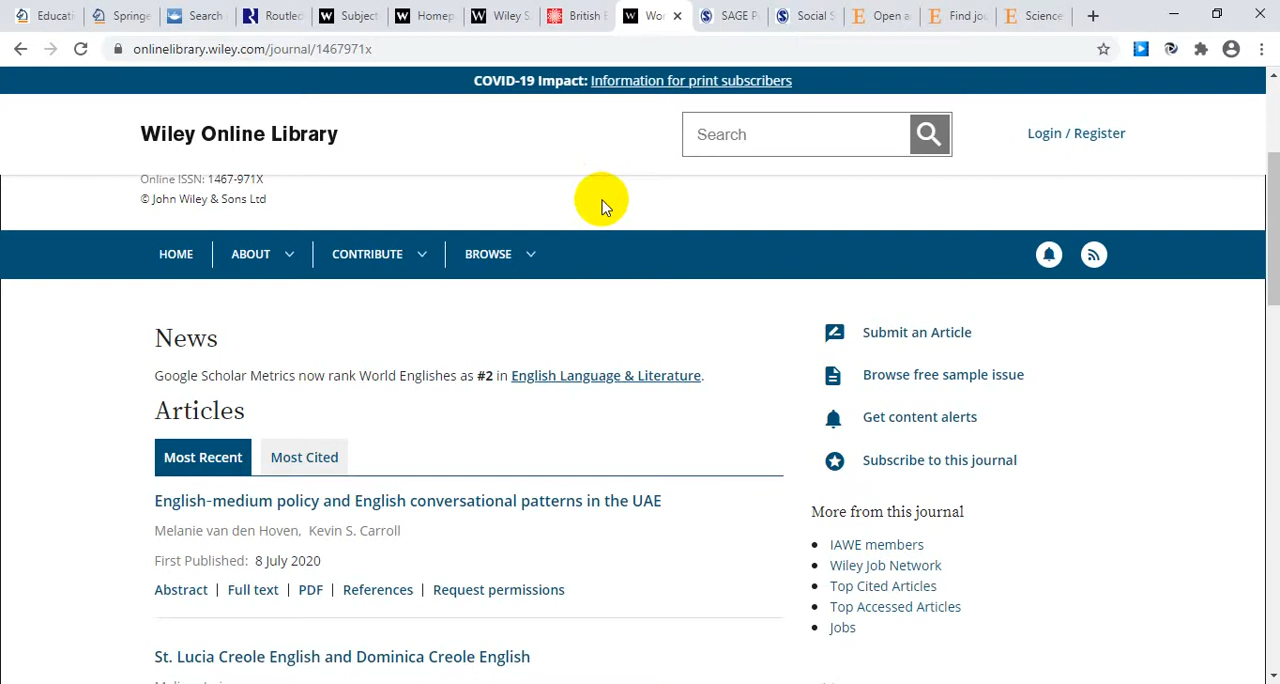 Educati
Springe
Search
Routled
Subject
Homep
Wiley S
British E
Wor
SAGE P
Social S
Open a
Find jou
Science
onlinelibrary.wiley.com/journal/1467971x
COVID-19 Impact: Information for print subscribers
Wiley Online Library
Search
Login / Register
Online ISSN: 1467-971X
© John Wiley & Sons Ltd
HOME
ABOUT
CONTRIBUTE
BROWSE
News
Google Scholar Metrics now rank World Englishes as #2 in English Language & Literature.
Articles
Most Recent
Most Cited
English-medium policy and English conversational patterns in the UAE
Melanie van den Hoven, Kevin S. Carroll
First Published: 8 July 2020
Abstract | Full text | PDF | References | Request permissions
St. Lucia Creole English and Dominica Creole English
Submit an Article
Browse free sample issue
Get content alerts
Subscribe to this journal
More from this journal
IAWE members
Wiley Job Network
Top Cited Articles
Top Accessed Articles
Jobs